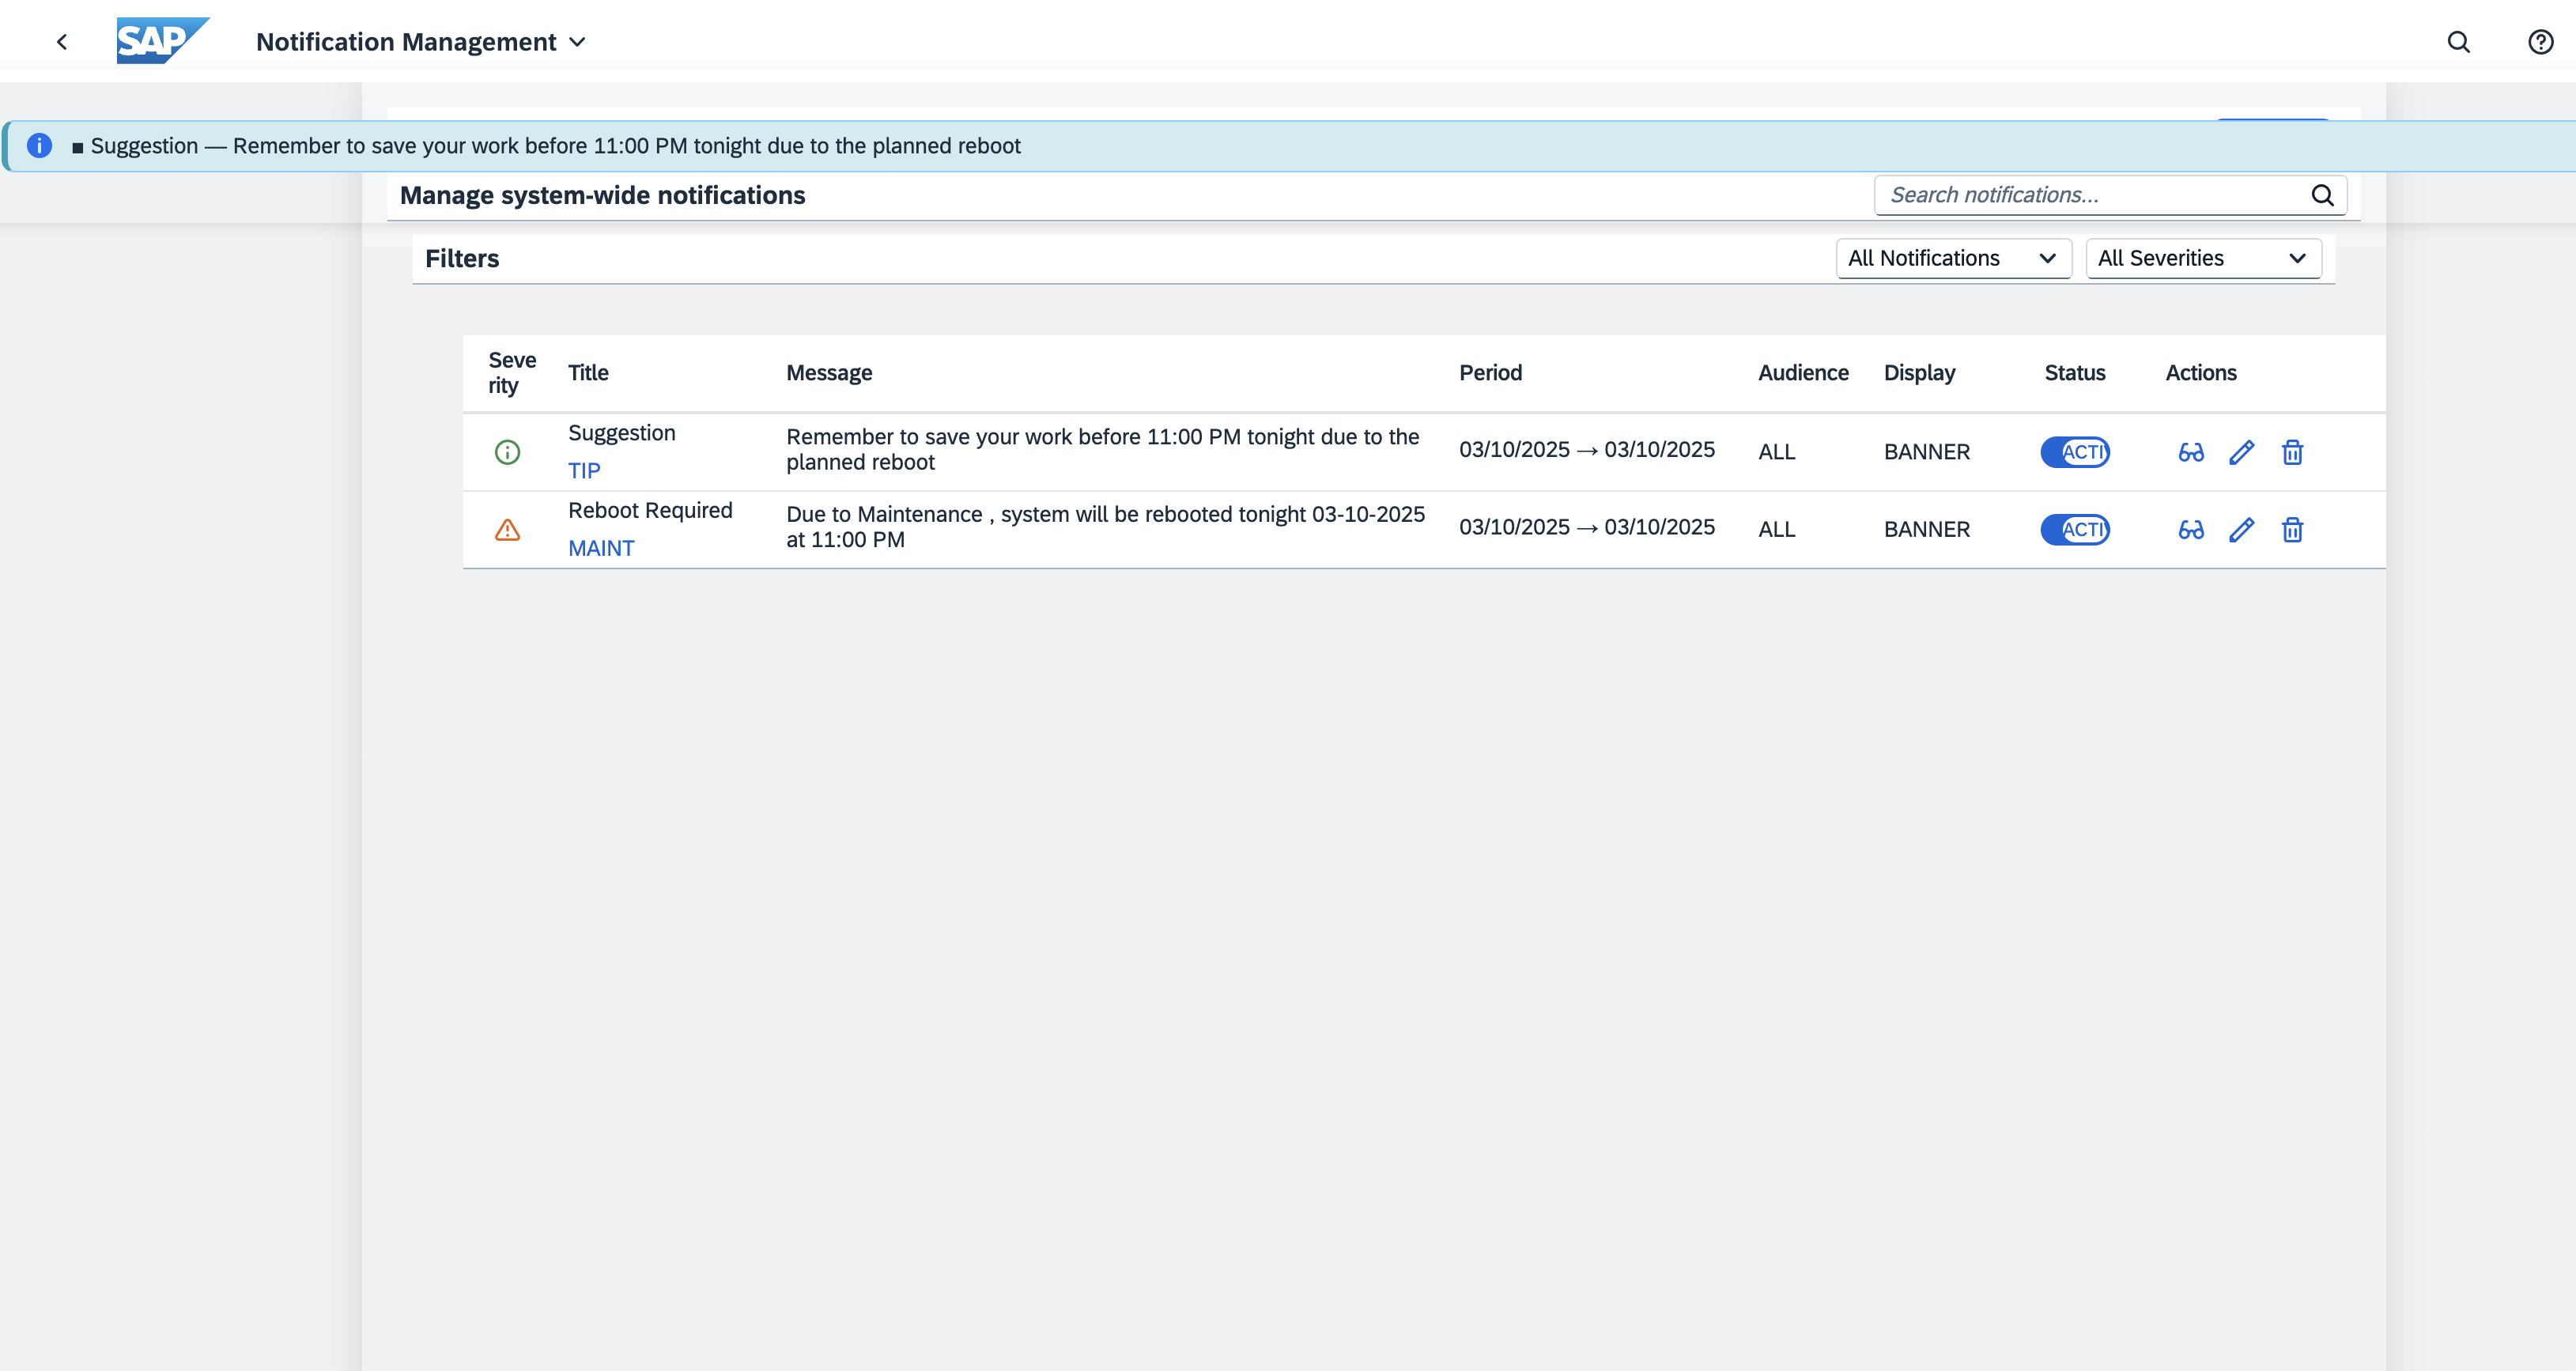 SAP Notification Management
■ Suggestion — Remember to save your work before 11:00 PM tonight due to the planned reboot
Manage system-wide notifications
Search notifications...
Filters
All Notifications
All Severities
Seve
rity
Title
Message
Period
Audience
Display
Status
Actions
Suggestion
TIP
Remember to save your work before 11:00 PM tonight due to the
planned reboot
03/10/2025 → 03/10/2025
ALL
BANNER
ACTI
Reboot Required
MAINT
Due to Maintenance , system will be rebooted tonight 03-10-2025
at 11:00 PM
03/10/2025 → 03/10/2025
ALL
BANNER
ACTI